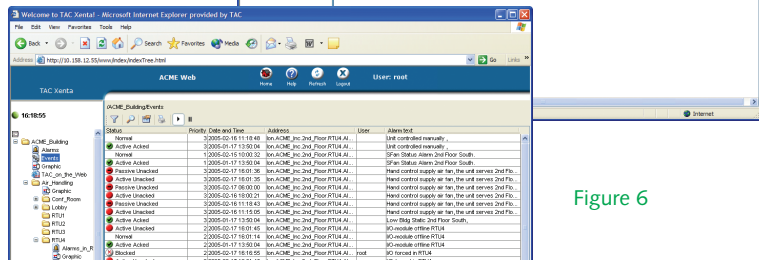 Welcome to TAC Xenta! - Microsoft Internet Explorer provided by TAC
File Edit View Favorites Tools Help
Back Search Favorites Media
Address http://10.158.12.55/www/index/indexTree.html Go Links
TAC Xenta
ACME Web
Home Help Refresh Logout
User: root
16:18:55
/ACME_Building/Events
ACME_Building
Alarms
Events
Graphic
TAC_on_the_Web
Air_Handling
Graphic
Conf_Room
Lobby
RTU1
RTU2
RTU3
RTU4
Alarms_in_R
Graphic
Status Priority Date and Time Address User Alarm text
Normal 3 2005-02-16 11:18:48 lon.ACME_Inc.2nd_Floor.RTU4.Al... Unit controlled manually ,
Active Acked 3 2005-01-17 13:50:04 lon.ACME_Inc.2nd_Floor.RTU4.Al... Unit controlled manually ,
Normal 1 2005-02-15 10:00:32 lon.ACME_Inc.2nd_Floor.RTU4.Al... SFan Status Alarm 2nd Floor South.
Active Acked 1 2005-01-17 13:50:04 lon.ACME_Inc.2nd_Floor.RTU4.Al... SFan Status Alarm 2nd Floor South.
Passive Unacked 3 2005-02-17 16:01:36 lon.ACME_Inc.2nd_Floor.RTU4.Al... Hand control supply air fan, the unit serves 2nd Flo...
Active Unacked 3 2005-02-17 16:01:35 lon.ACME_Inc.2nd_Floor.RTU4.Al... Hand control supply air fan, the unit serves 2nd Flo...
Passive Unacked 3 2005-02-17 06:00:00 lon.ACME_Inc.2nd_Floor.RTU4.Al... Hand control supply air fan, the unit serves 2nd Flo...
Active Unacked 3 2005-02-16 18:00:21 lon.ACME_Inc.2nd_Floor.RTU4.Al... Hand control supply air fan, the unit serves 2nd Flo...
Passive Unacked 3 2005-02-16 11:18:43 lon.ACME_Inc.2nd_Floor.RTU4.Al... Hand control supply air fan, the unit serves 2nd Flo...
Active Unacked 3 2005-02-16 11:15:05 lon.ACME_Inc.2nd_Floor.RTU4.Al... Hand control supply air fan, the unit serves 2nd Flo...
Active Acked 2 2005-01-17 13:50:04 lon.ACME_Inc.2nd_Floor.RTU4.Al... Low Bldg Static 2nd Floor South,
Active Unacked 2 2005-02-17 16:01:45 lon.ACME_Inc.2nd_Floor.RTU4.Al... I/O-module offline RTU4
Normal 2 2005-02-17 16:01:14 lon.ACME_Inc.2nd_Floor.RTU4.Al... I/O-module offline RTU4
Active Acked 2 2005-01-17 13:50:04 lon.ACME_Inc.2nd_Floor.RTU4.Al... I/O-module offline RTU4
Blocked 2 2005-02-17 16:16:55 lon.ACME_Inc.2nd_Floor.RTU4.Al... root I/O forced in RTU4
Internet
Figure 6